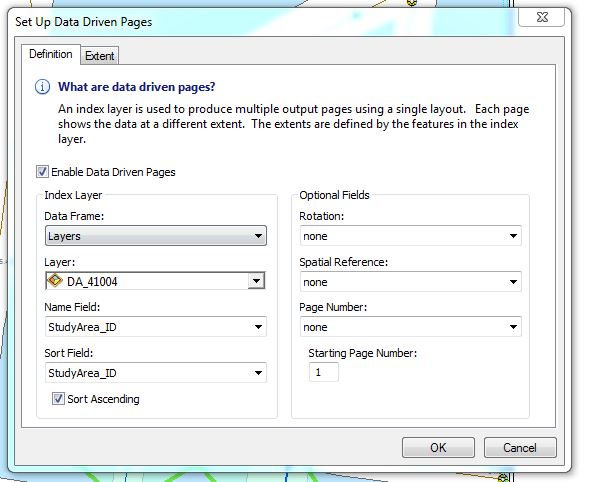 Set Up Data Driven Pages
Definition
Extent
What are data driven pages?
An index layer is used to produce multiple output pages using a single layout. Each page
shows the data at a different extent. The extents are defined by the features in the index
layer.
Enable Data Driven Pages
Index Layer
Data Frame:
Layers
Layer:
DA_41004
Name Field:
StudyArea_ID
Sort Field:
StudyArea_ID
Sort Ascending
Optional Fields
Rotation:
none
Spatial Reference:
none
Page Number:
none
Starting Page Number:
1
OK
Cancel